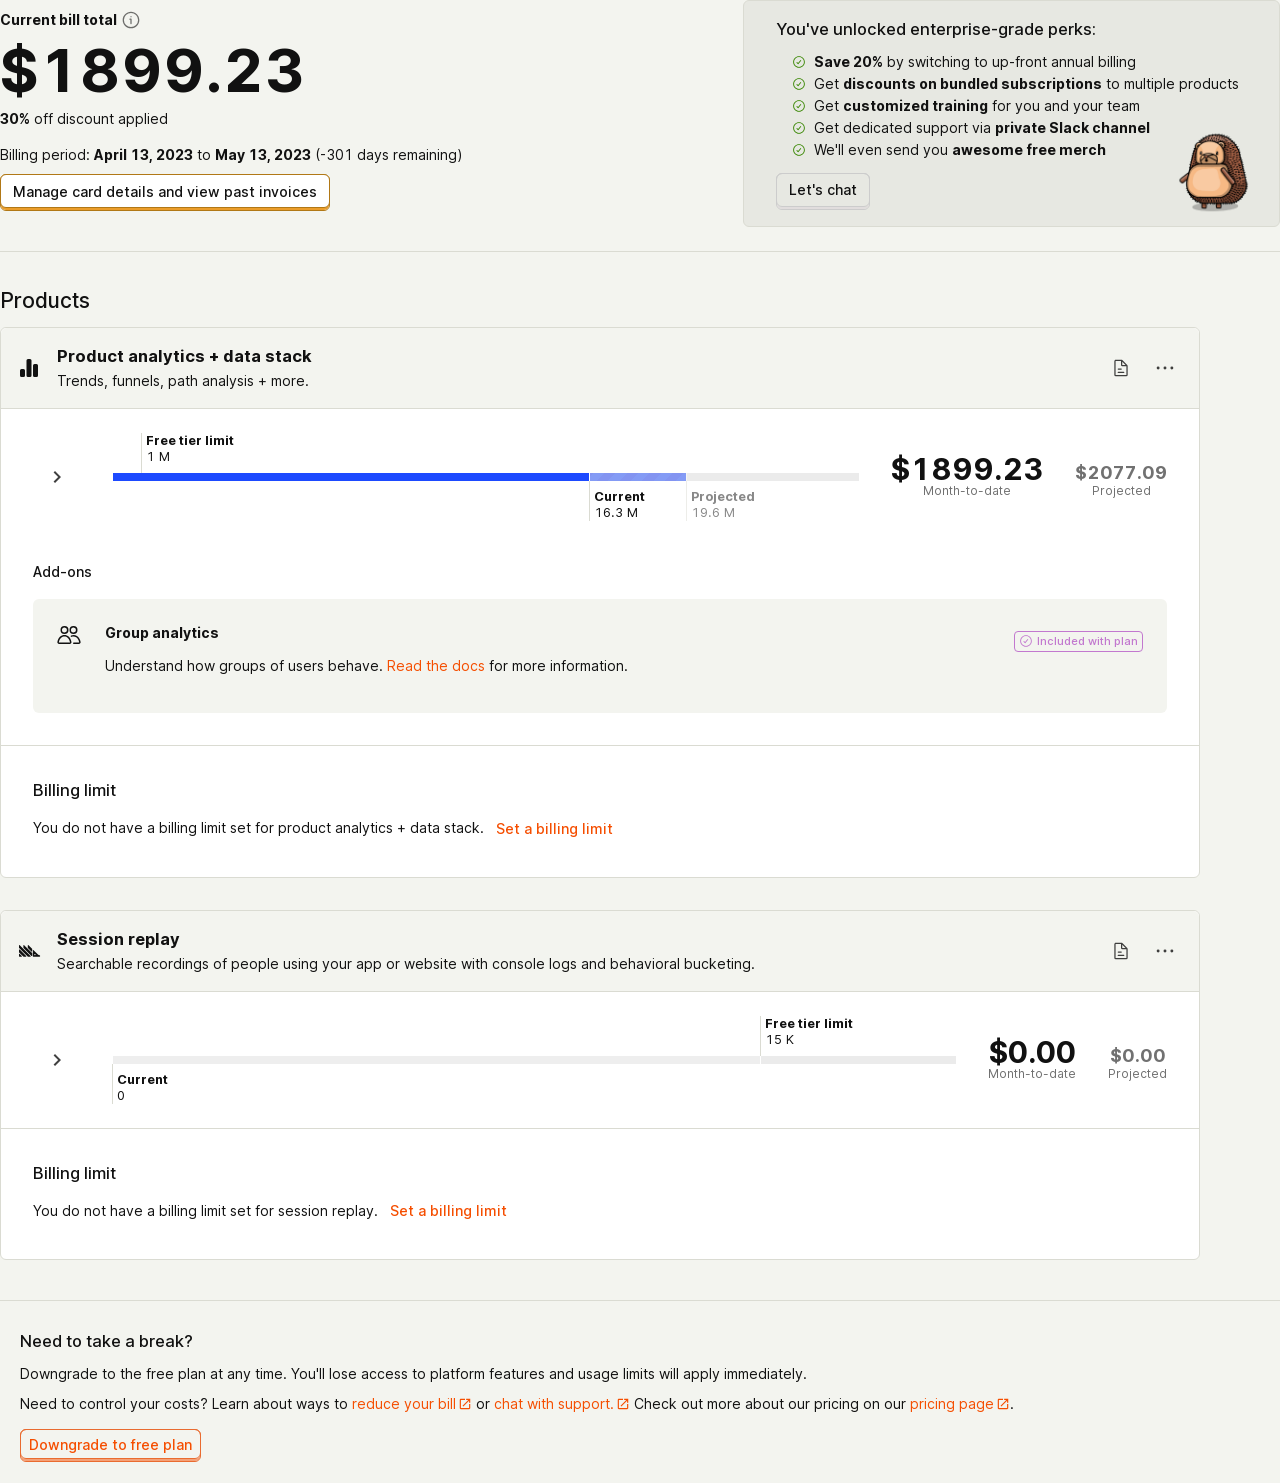 Current bill total
$1899.23
30% off discount applied
Billing period: April 13, 2023 to May 13, 2023 (-301 days remaining)
Manage card details and view past invoices
You've unlocked enterprise-grade perks:
Save 20% by switching to up-front annual billing
Get discounts on bundled subscriptions to multiple products
Get customized training for you and your team
Get dedicated support via private Slack channel
We'll even send you awesome free merch
Let's chat
Products
Product analytics + data stack
Trends, funnels, path analysis + more.
Free tier limit
1 M
Current
16.3 M
Projected
19.6 M
$1899.23
Month-to-date
$2077.09
Projected
Add-ons
Group analytics
Included with plan
Understand how groups of users behave. Read the docs for more information.
Billing limit
You do not have a billing limit set for product analytics + data stack. Set a billing limit
Session replay
Searchable recordings of people using your app or website with console logs and behavioral bucketing.
Free tier limit
15 K
Current
0
$0.00
Month-to-date
$0.00
Projected
Billing limit
You do not have a billing limit set for session replay. Set a billing limit
Need to take a break?
Downgrade to the free plan at any time. You'll lose access to platform features and usage limits will apply immediately.
Need to control your costs? Learn about ways to reduce your bill or chat with support. Check out more about our pricing on our pricing page.
Downgrade to free plan